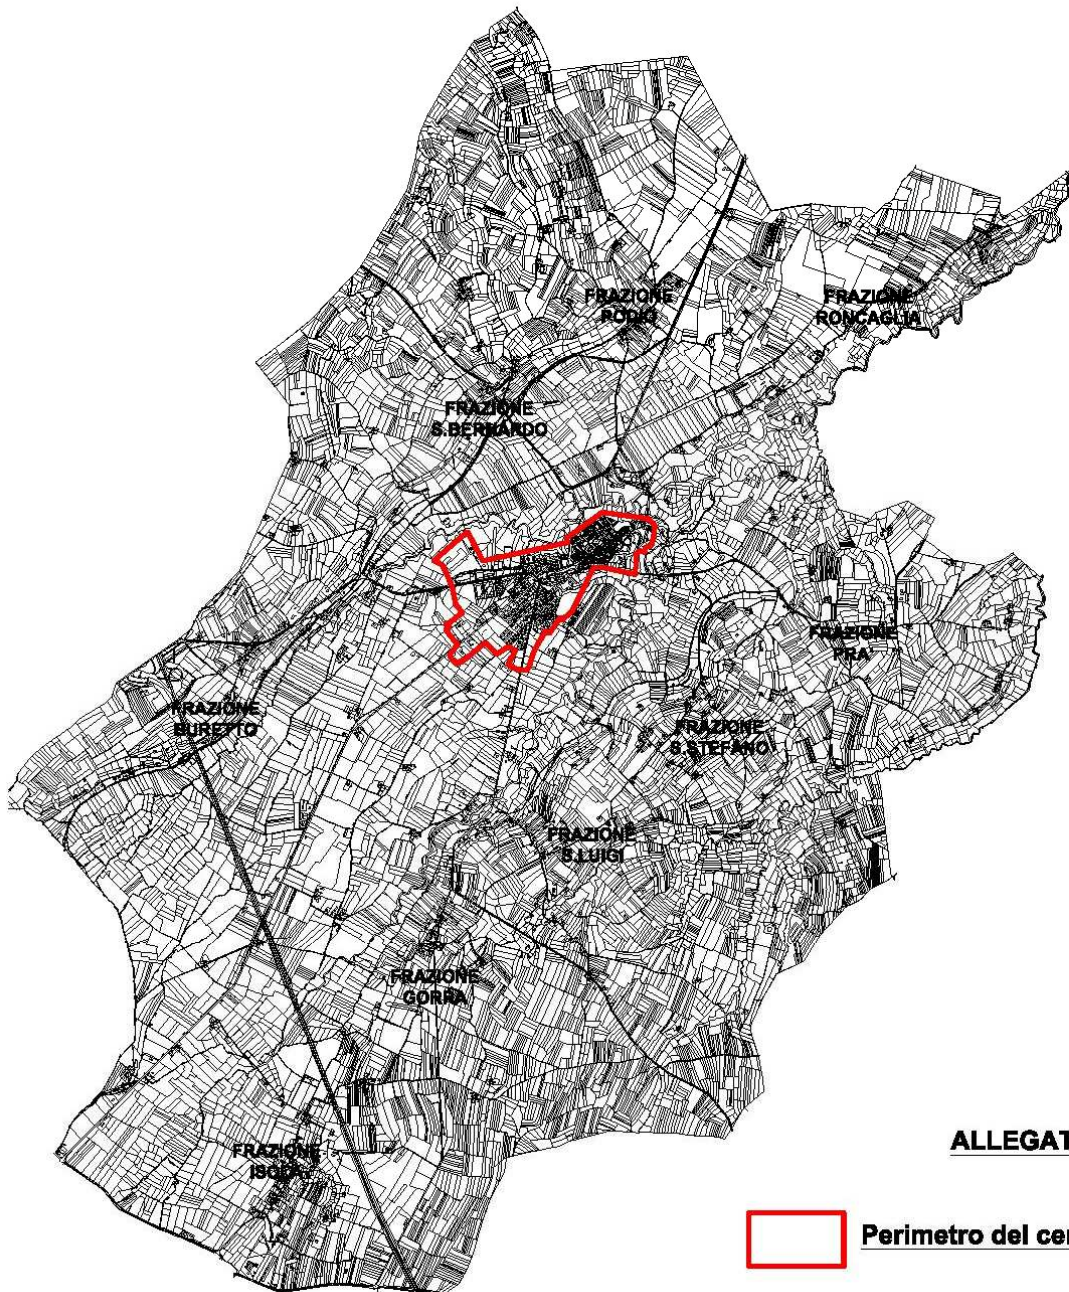 FRAZIONE
RODIO
FRAZIONE
RONCAGLIA
FRAZIONE
S.BERNARDO
FRAZIONE
PRA'
FRAZIONE
BURETTO
FRAZIONE
S.STEFANO
FRAZIONE
S.LUIGI
FRAZIONE
GORRA
FRAZIONE
ISOLA
ALLEGAT
Perimetro del cer